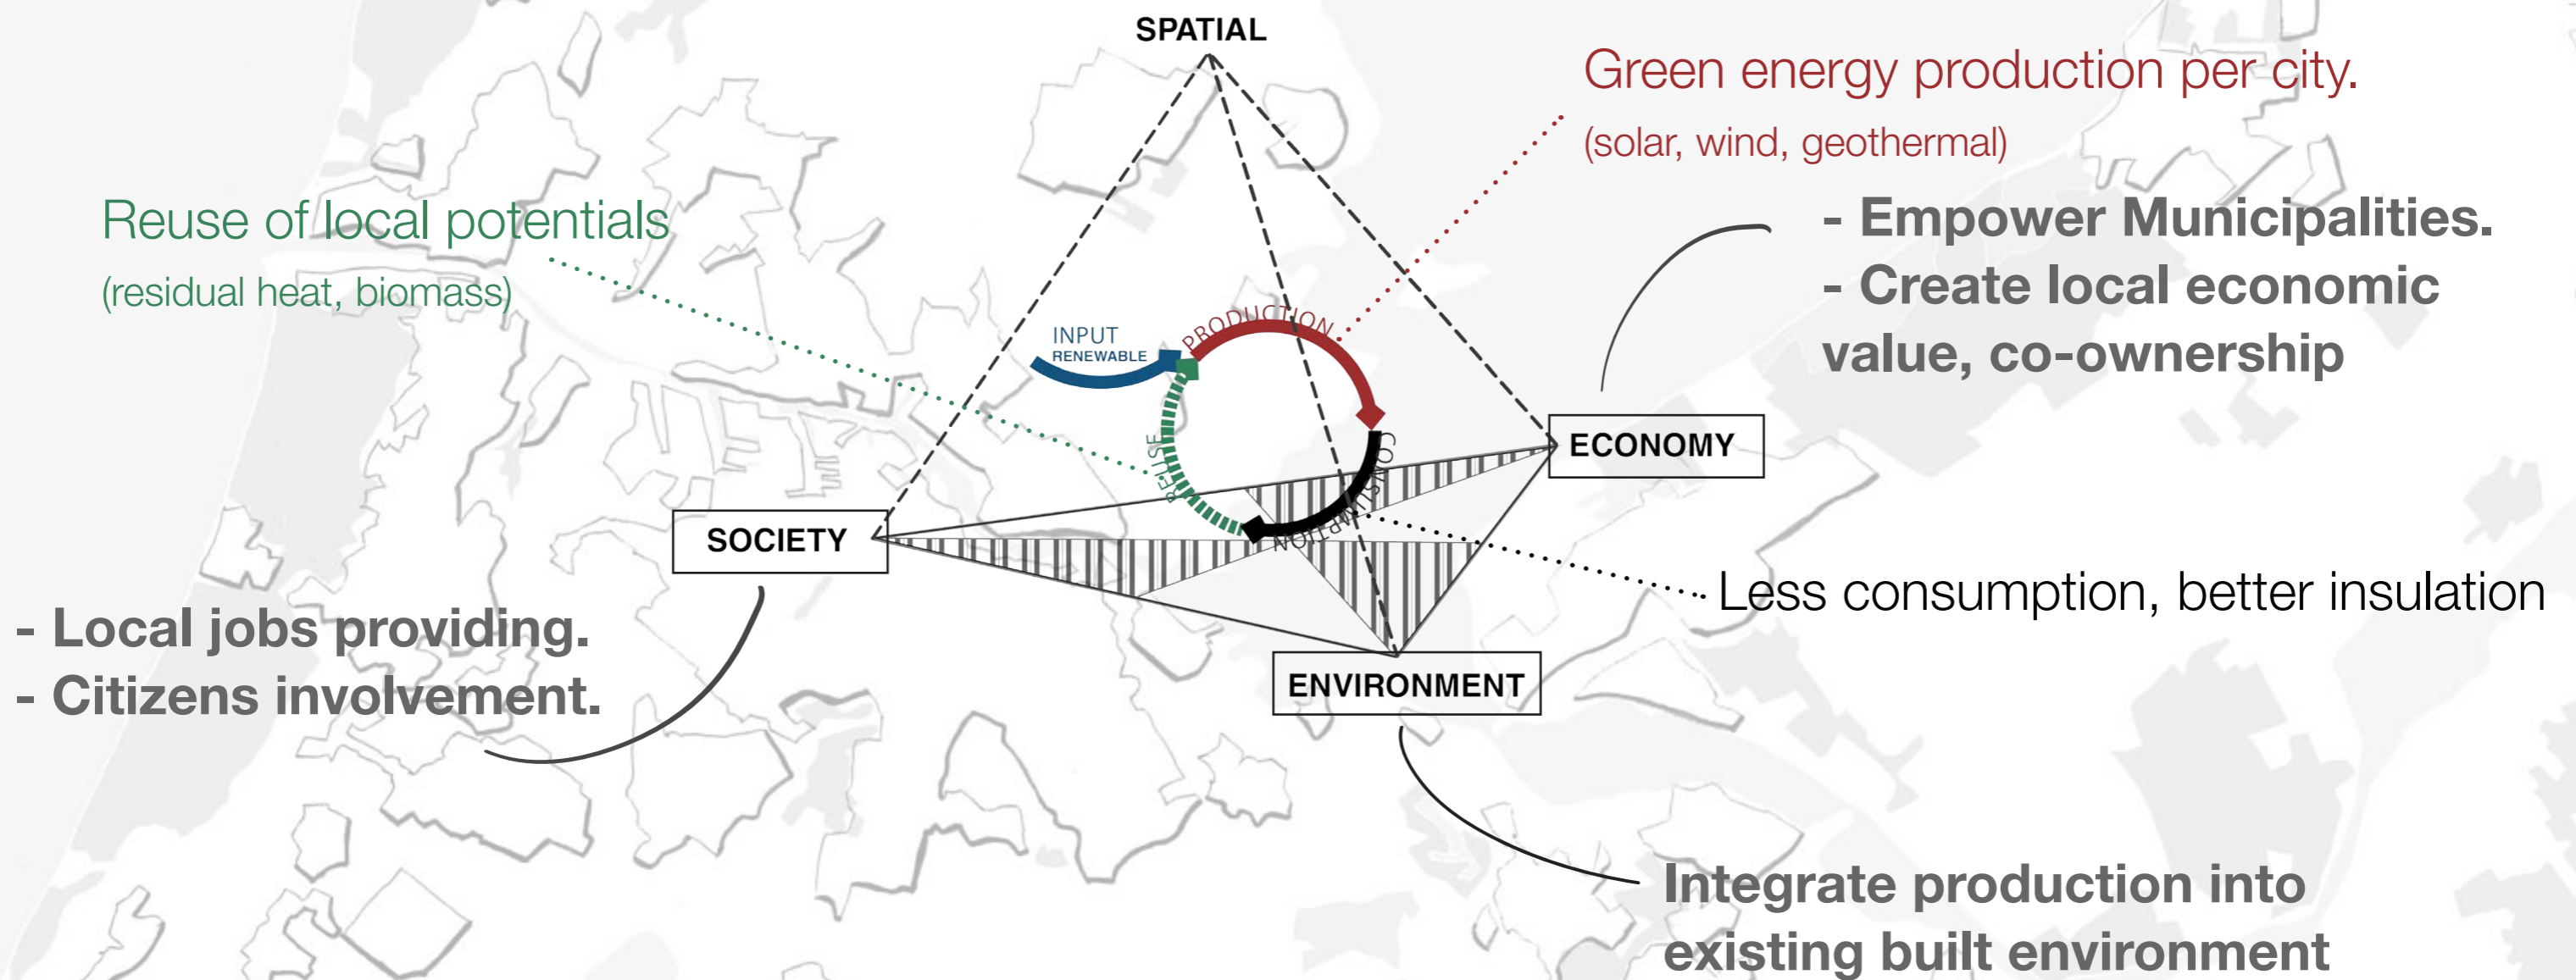 SPATIAL
Green energy production per city.
(solar, wind, geothermal)
Reuse of local potentials
(residual heat, biomass)
- Empower Municipalities.
- Create local economic
value, co-ownership
INPUT
RENEWABLE
PRODUCTION
REUSE
CONSUMPTION
ECONOMY
SOCIETY
Less consumption, better insulation
- Local jobs providing.
- Citizens involvement.
ENVIRONMENT
Integrate production into
existing built environment